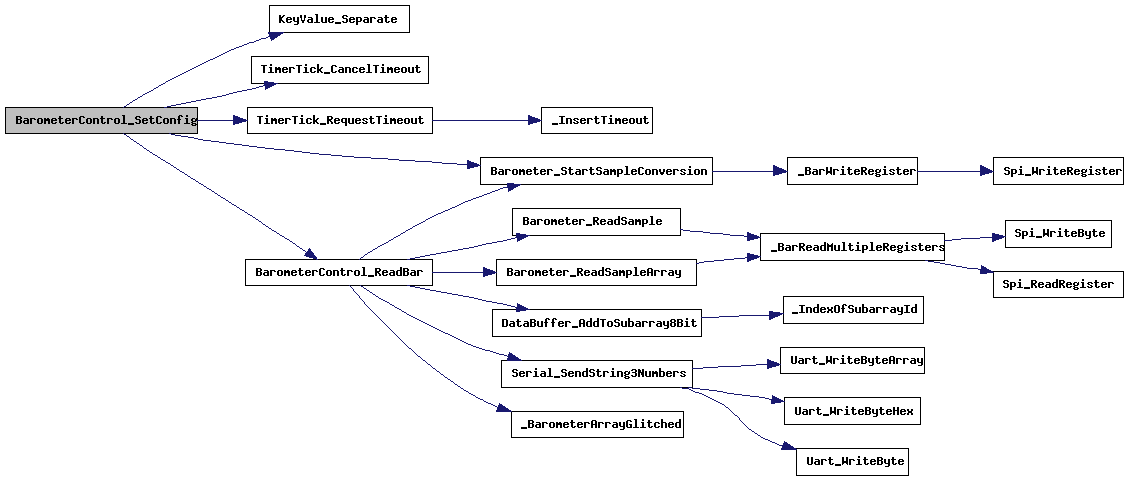 KeyValue_Separate
TimerTick_CancelTimeout
BarometerControl_SetConfig
TimerTick_RequestTimeout
_InsertTimeout
Barometer_StartSampleConversion
_BarWriteRegister
Spi_WriteRegister
Barometer_ReadSample
Spi_WriteByte
_BarReadMultipleRegisters
BarometerControl_ReadBar
Barometer_ReadSampleArray
Spi_ReadRegister
DataBuffer_AddToSubarray8Bit
_IndexOfSubarrayId
Serial_SendString3Numbers
Uart_WriteByteArray
Uart_WriteByteHex
_BarometerArrayGlitched
Uart_WriteByte